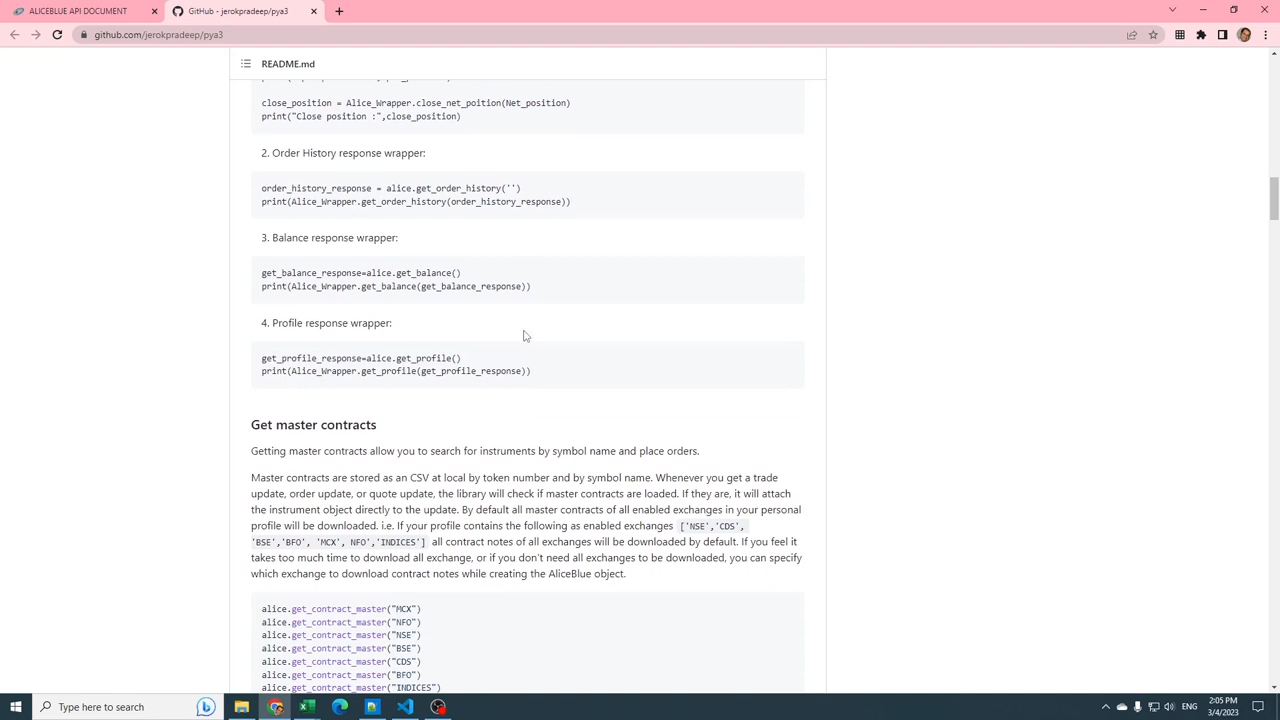 ALICEBLUE API DOCUMENT
GitHub - jerokpradeep/pya3
github.com/jerokpradeep/pya3
README.md
close_position = Alice_Wrapper.close_net_poition(Net_position)
print("Close position :",close_position)
2. Order History response wrapper:
order_history_response = alice.get_order_history('')
print(Alice_Wrapper.get_order_history(order_history_response))
3. Balance response wrapper:
get_balance_response=alice.get_balance()
print(Alice_Wrapper.get_balance(get_balance_response))
4. Profile response wrapper:
get_profile_response=alice.get_profile()
print(Alice_Wrapper.get_profile(get_profile_response))
Get master contracts
Getting master contracts allow you to search for instruments by symbol name and place orders.
Master contracts are stored as an CSV at local by token number and by symbol name. Whenever you get a trade
update, order update, or quote update, the library will check if master contracts are loaded. If they are, it will attach
the instrument object directly to the update. By default all master contracts of all enabled exchanges in your personal
profile will be downloaded. i.e. If your profile contains the following as enabled exchanges ['NSE','CDS',
'BSE','BFO', 'MCX', NFO','INDICES'] all contract notes of all exchanges will be downloaded by default. If you feel it
takes too much time to download all exchange, or if you don't need all exchanges to be downloaded, you can specify
which exchange to download contract notes while creating the AliceBlue object.
alice.get_contract_master("MCX")
alice.get_contract_master("NFO")
alice.get_contract_master("NSE")
alice.get_contract_master("BSE")
alice.get_contract_master("CDS")
alice.get_contract_master("BFO")
alice.get_contract_master("INDICES")
Type here to search
ENG
2:05 PM
3/4/2023